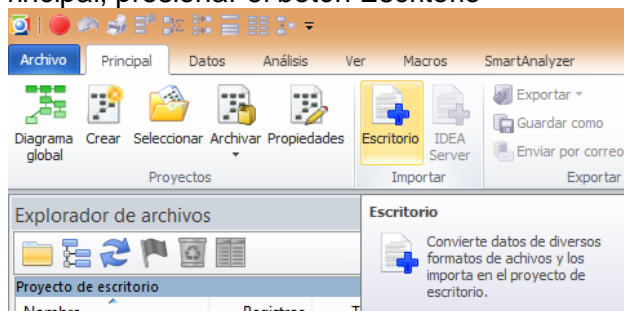 rincipal, presionar el botón Escritorio
Archivo Principal Datos Análisis Ver Macros SmartAnalyzer
Diagrama global
Crear
Seleccionar
Archivar
Propiedades
Escritorio
IDEA Server
Exportar
Guardar como
Enviar por correo
Proyectos Importar Exportar
Explorador de archivos
Proyecto de escritorio
Nombre Registros T
Escritorio
Convierte datos de diversos
formatos de achivos y los
importa en el proyecto de
escritorio.